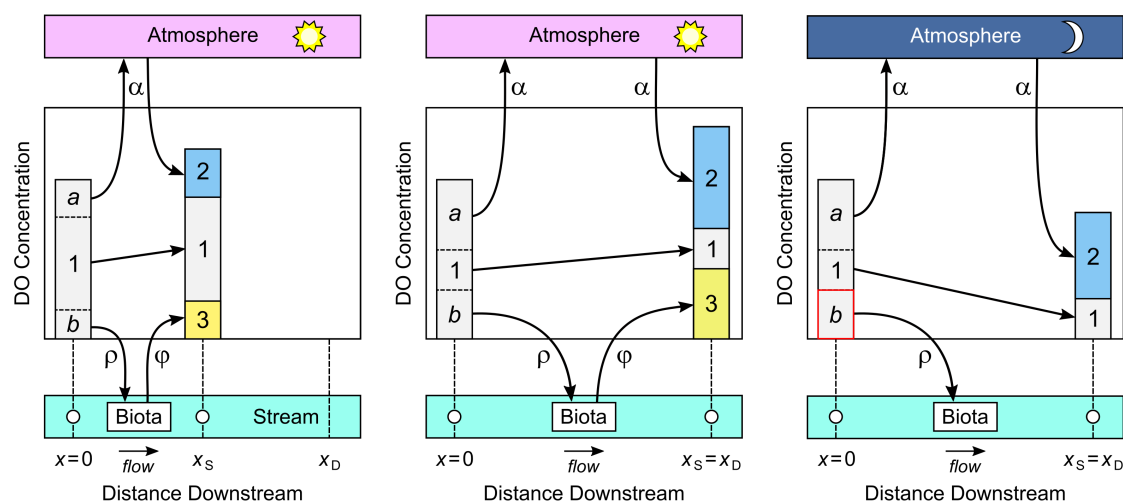 Atmosphere
α
DO Concentration
a
1
b
2
1
3
ρ
φ
Biota
Stream
x=0
flow
xS
xD
Distance Downstream
Atmosphere
α
α
DO Concentration
a
1
b
2
1
3
ρ
φ
Biota
x=0
flow
xS=xD
Distance Downstream
Atmosphere
α
α
DO Concentration
a
1
b
2
1
ρ
Biota
x=0
flow
xS=xD
Distance Downstream